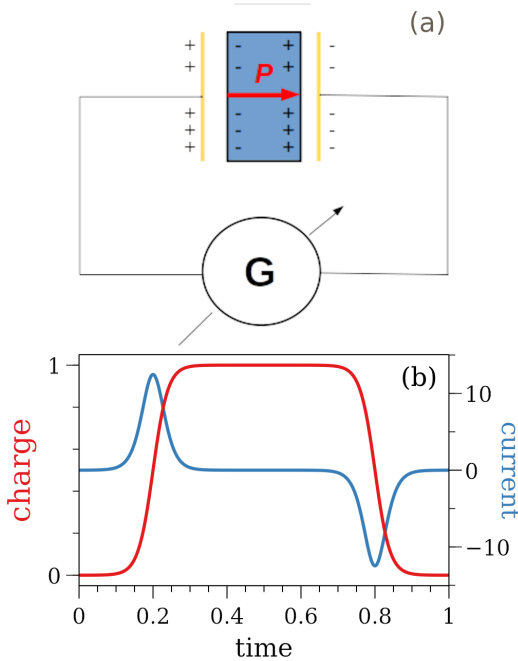 (a)
+ - + -
+ - + -
P
+ - + -
+ - + -
+ - + -
G
(b)
1
0
charge
10
0
−10
current
0 0.2 0.4 0.6 0.8 1
time